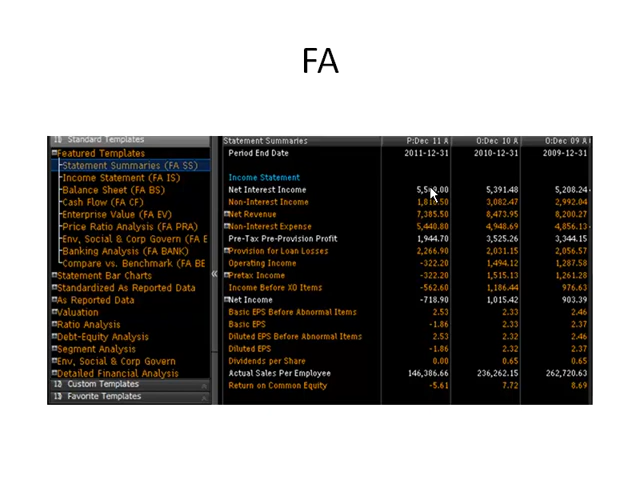 FA
11) Standard Templates
Featured Templates
Statement Summaries (FA SS)
Income Statement (FA IS)
Balance Sheet (FA BS)
Cash Flow (FA CF)
Enterprise Value (FA EV)
Price Ratio Analysis (FA PRA)
Env, Social & Corp Govern (FA E
Banking Analysis (FA BANK)
Compare vs. Benchmark (FA BE
Statement Bar Charts
Standardized As Reported Data
As Reported Data
Valuation
Ratio Analysis
Debt-Equity Analysis
Segment Analysis
Env, Social & Corp Govern
Detailed Financial Analysis
12) Custom Templates
13) Favorite Templates
Statement Summaries P:Dec 11 A O:Dec 10 A O:Dec 09 A
Period End Date 2011-12-31 2010-12-31 2009-12-31
Income Statement
Net Interest Income 5,391.48 5,208.24
Non-Interest Income 3,082.47 2,992.04
Net Revenue 7,385.50 8,473.95 8,200.27
Non-Interest Expense 5,440.80 4,948.69 4,856.13
Pre-Tax Pre-Provision Profit 1,944.70 3,525.26 3,344.15
Provision for Loan Losses 2,266.90 2,031.15 2,056.57
Operating Income -322.20 1,494.12 1,287.58
Pretax Income -322.20 1,515.13 1,261.28
Income Before XO Items -562.60 1,186.44 976.63
Net Income -718.90 1,015.42 903.39
Basic EPS Before Abnormal Items 2.53 2.33 2.46
Basic EPS -1.86 2.33 2.37
Diluted EPS Before Abnormal Items 2.53 2.32 2.46
Diluted EPS -1.86 2.32 2.37
Dividends per Share 0.00 0.65 0.65
Actual Sales Per Employee 146,386.66 236,262.15 262,720.63
Return on Common Equity -5.61 7.72 8.69